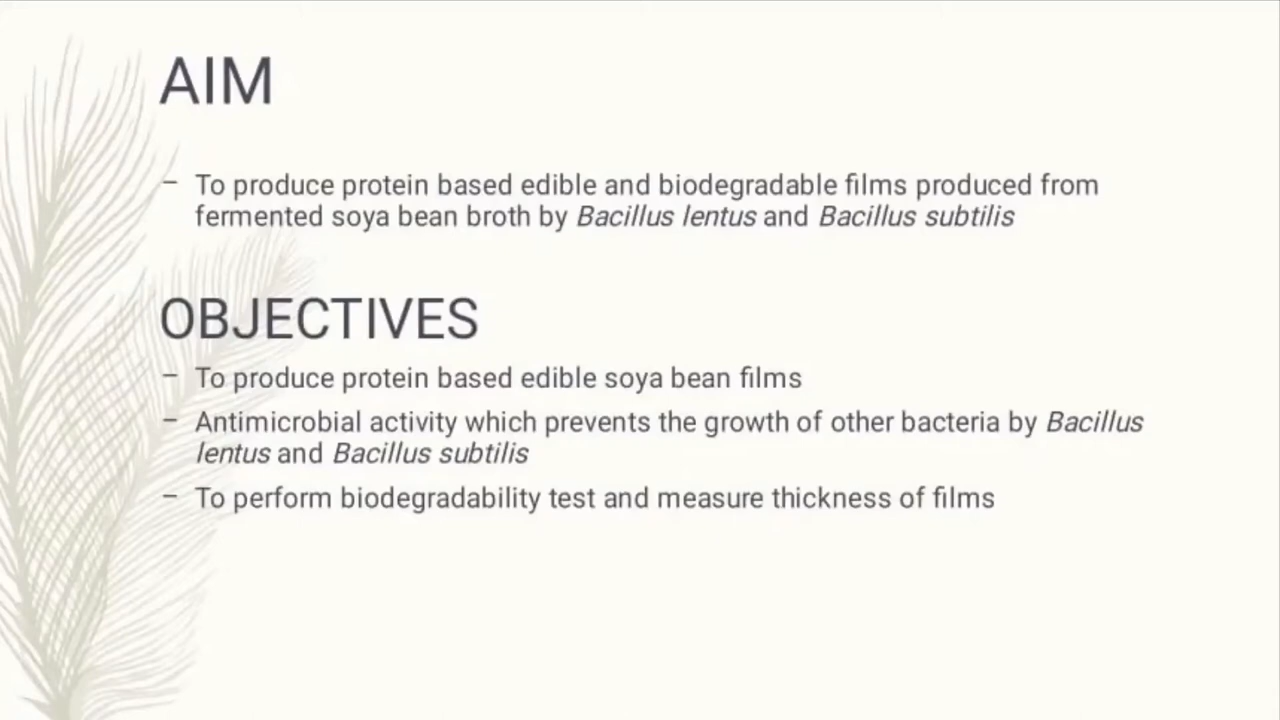 AIM
– To produce protein based edible and biodegradable films produced from
fermented soya bean broth by Bacillus lentus and Bacillus subtilis
OBJECTIVES
– To produce protein based edible soya bean films
– Antimicrobial activity which prevents the growth of other bacteria by Bacillus
lentus and Bacillus subtilis
– To perform biodegradability test and measure thickness of films